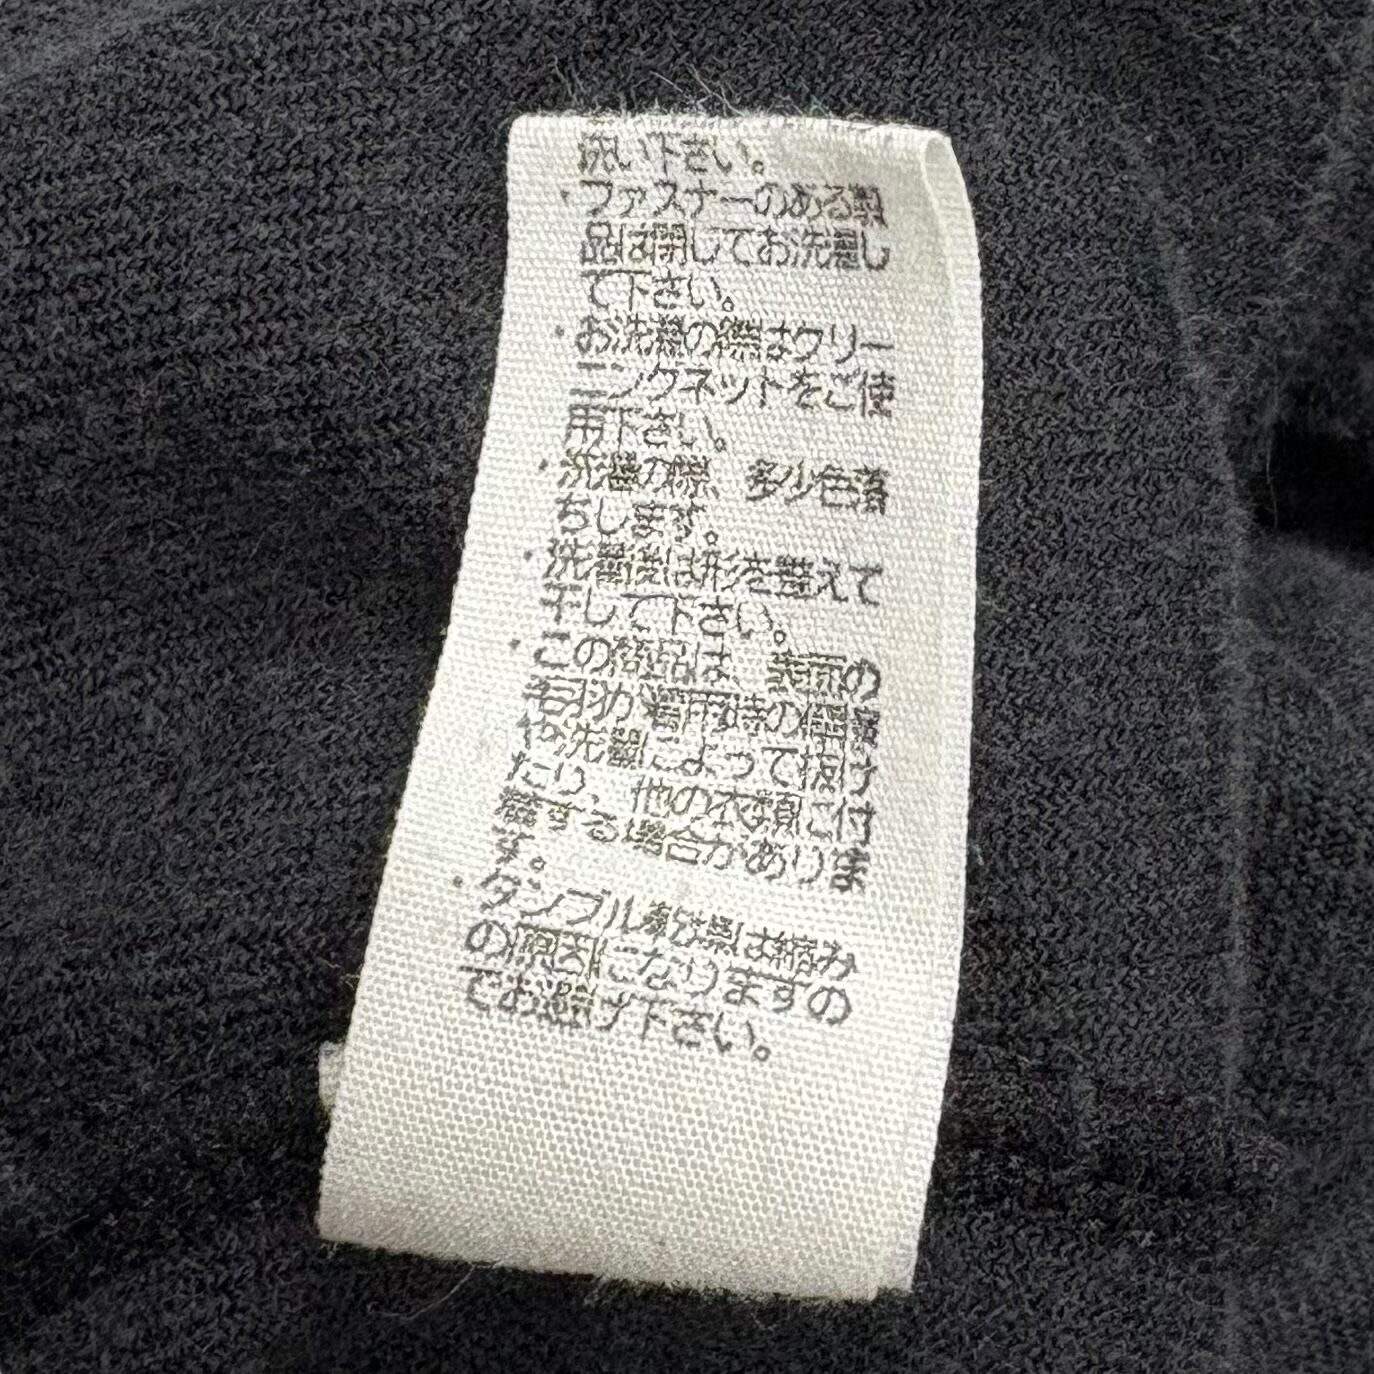 扱い下さい。
・ファスナーのある製
品は閉じてお洗濯し
て下さい。
・お洗濯の際はクリー
ニングネットをご使
用下さい。
・洗濯の際、多少色落
ちします。
・洗濯後は形を整えて
干して下さい。
・この商品は、
着用時の摩擦
お洗濯によって抜け
たり、他の衣類に付
着する場合がありま
す。
・タンブル乾燥は縮み
の原因になりますの
でお避け下さい。